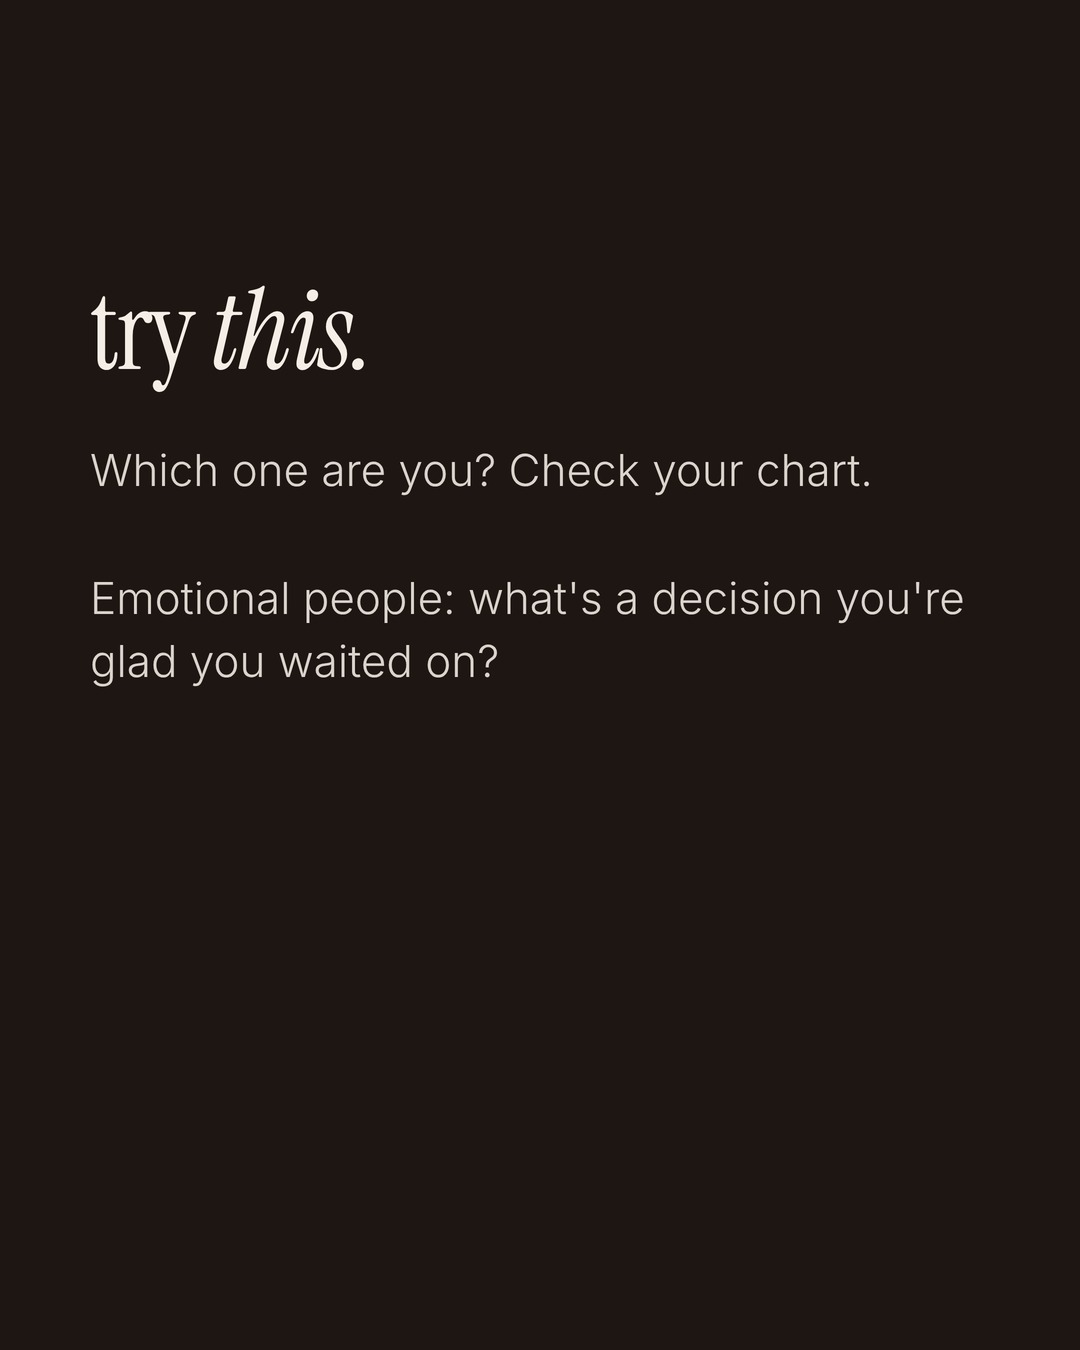 try this.
Which one are you? Check your chart.
Emotional people: what's a decision you're
glad you waited on?